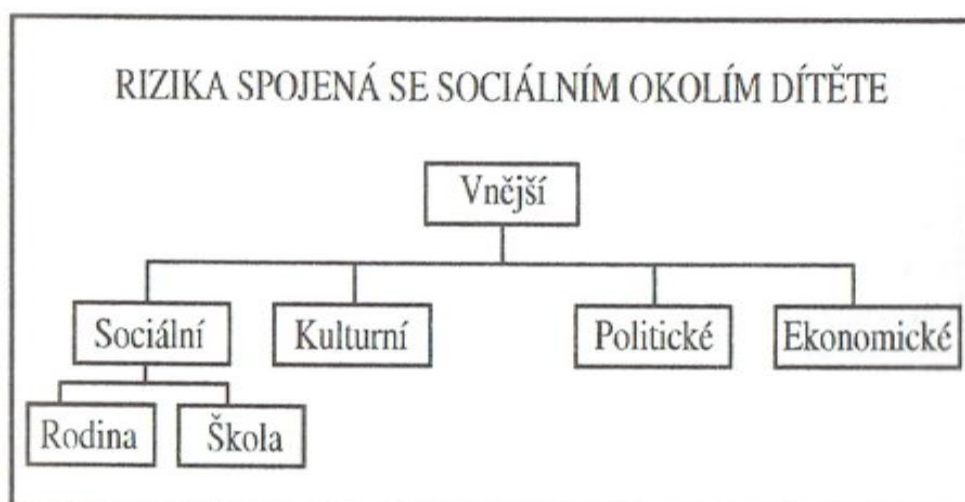 RIZIKA SPOJENÁ SE SOCIÁLNÍM OKOLÍM DÍTĚTE
Vnější
Sociální Kulturní Politické Ekonomické
Rodina Škola